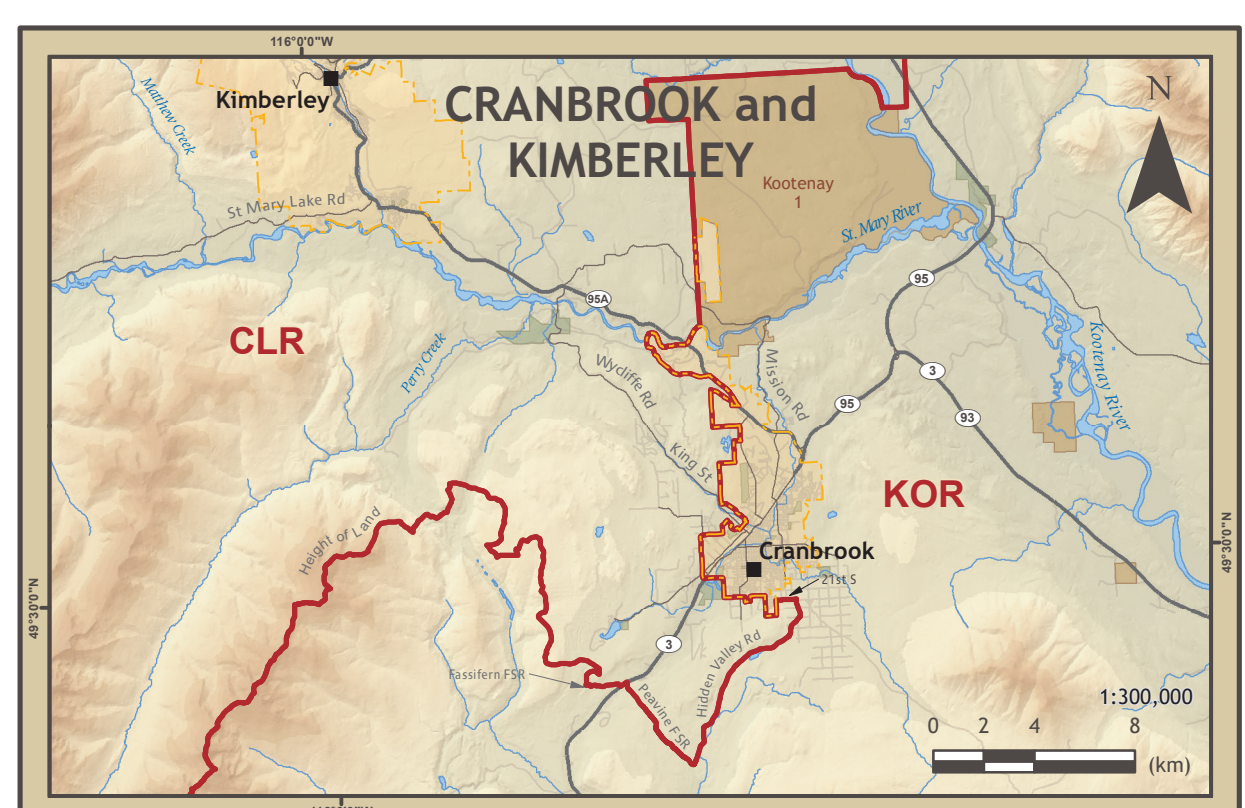 116°0'0"W
Kimberley
CRANBROOK and
KIMBERLEY
N
Matthew Creek
St Mary Lake Rd
Kootenay
1
St. Mary River
95
95A
CLR
Perry Creek
Wycliffe Rd
Mission Rd
Kootenay River
3
95
93
King St
KOR
Height of Land
Cranbrook
21st S
49°30'0"N
49°30'0"N
3
Hidden Valley Rd
Fassifern FSR
Peavine FSR
1:300,000
0 2 4 8
(km)